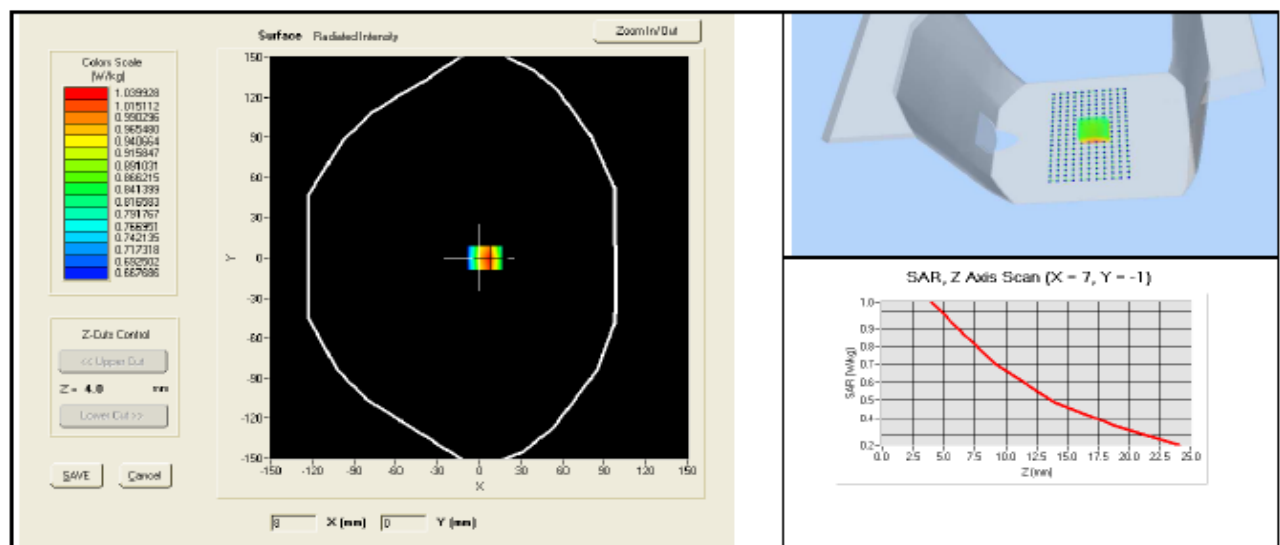 Surface Radiated Intensity
Zoom In/Out
Colors Scale
(W/kg)
1.039928
1.015112
0.990296
0.965480
0.940664
0.915847
0.891031
0.866215
0.841399
0.816583
0.791767
0.766951
0.742135
0.717318
0.692502
0.667686
150
120
90
60
30
0
-30
-60
-90
-120
-150
Y
-150 -120 -90 -60 -30 0 30 60 90 120 150
X
Z-Cuts Control
<< Upper Cut
Z = 4.0 mm
Lower Cut >>
SAVE Cancel
8 X (mm) 0 Y (mm)
SAR, Z Axis Scan (X = 7, Y = -1)
SAR (W/kg)
1.0
0.9
0.8
0.7
0.6
0.5
0.4
0.2
0.0 2.5 5.0 7.5 10.0 12.5 15.0 17.5 20.0 22.5 25.0
Z (mm)